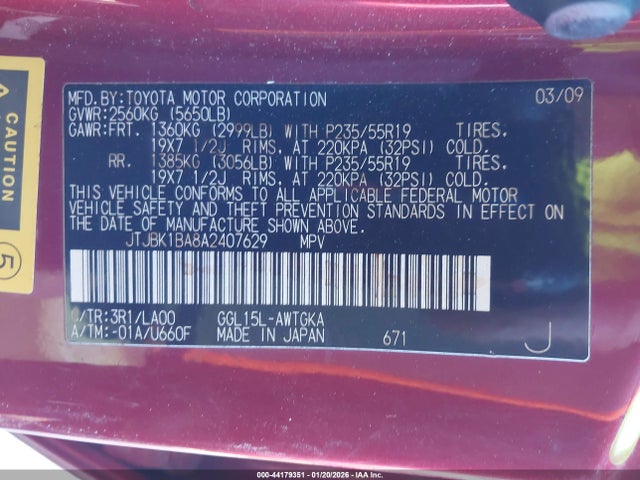 MFD.BY:TOYOTA MOTOR CORPORATION 03/09
GVWR:2560KG (5650LB)
GAWR:FRT. 1360KG (2999LB) WITH P235/55R19 TIRES.
19X7 1/2J RIMS. AT 220KPA (32PSI) COLD.
RR. 1385KG (3056LB) WITH P235/55R19 TIRES.
19X7 1/2J RIMS. AT 220KPA (32PSI) COLD.
THIS VEHICLE CONFORMS TO ALL APPLICABLE FEDERAL MOTOR
VEHICLE SAFETY AND THEFT PREVENTION STANDARDS IN EFFECT ON
THE DATE OF MANUFACTURE SHOWN ABOVE.
JTJBK1BA8A2407629 MPV
C/TR:3R1/LA00 GGL15L-AWTGKA
A/TM:-01A/U660F MADE IN JAPAN 671 J
5
000-44179351 - 01/20/2026 - IAA Inc.